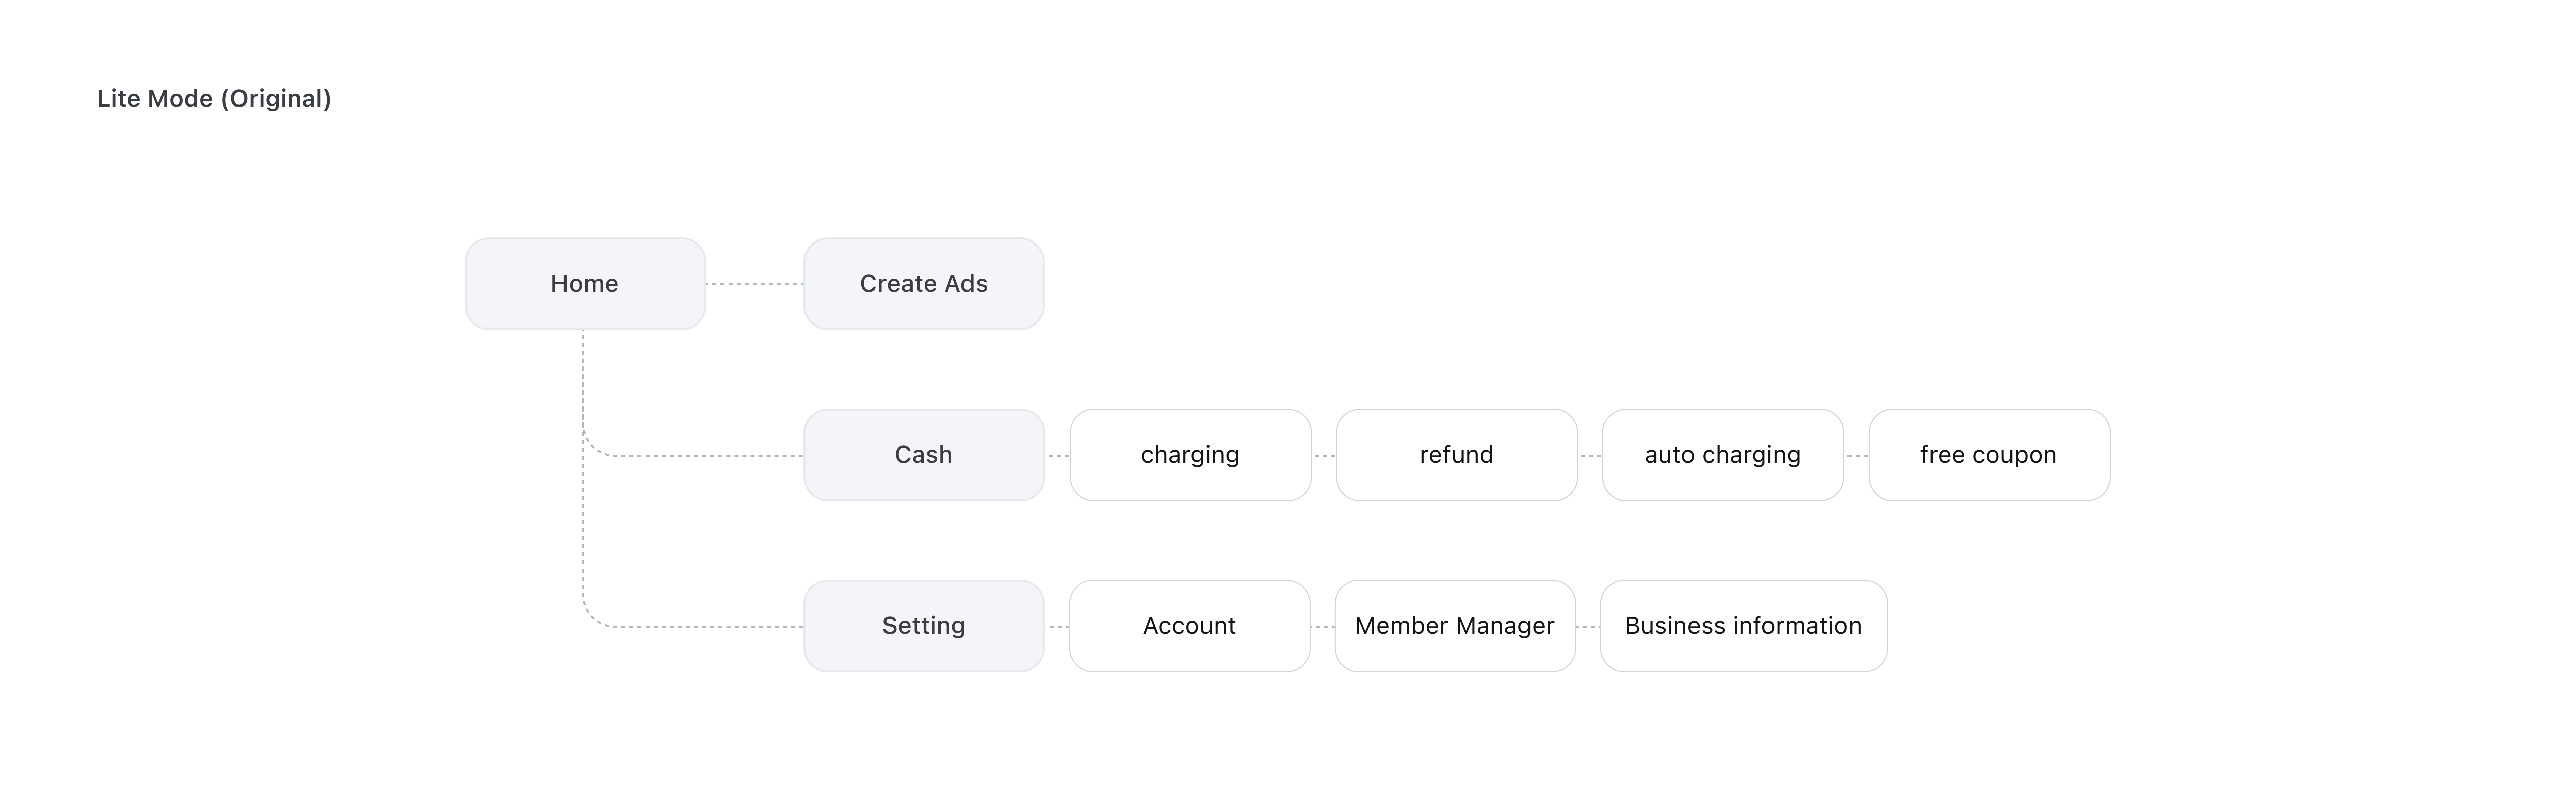 Lite Mode (Original)
Home
Create Ads
Cash
charging
refund
auto charging
free coupon
Setting
Account
Member Manager
Business information